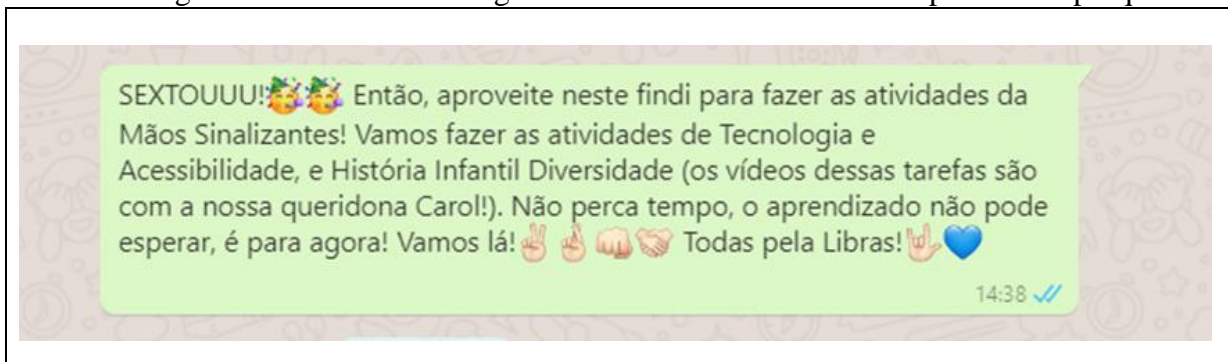 SEXTOUUU!🥳🥳 Então, aproveite neste findi para fazer as atividades da
Mãos Sinalizantes! Vamos fazer as atividades de Tecnologia e
Acessibilidade, e História Infantil Diversidade (os vídeos dessas tarefas são
com a nossa queridona Carol!). Não perca tempo, o aprendizado não pode
esperar, é para agora! Vamos lá!✌🏻🤞🏻👊🏻🤝🏻 Todas pela Libras!🤟🏻💙
14:38